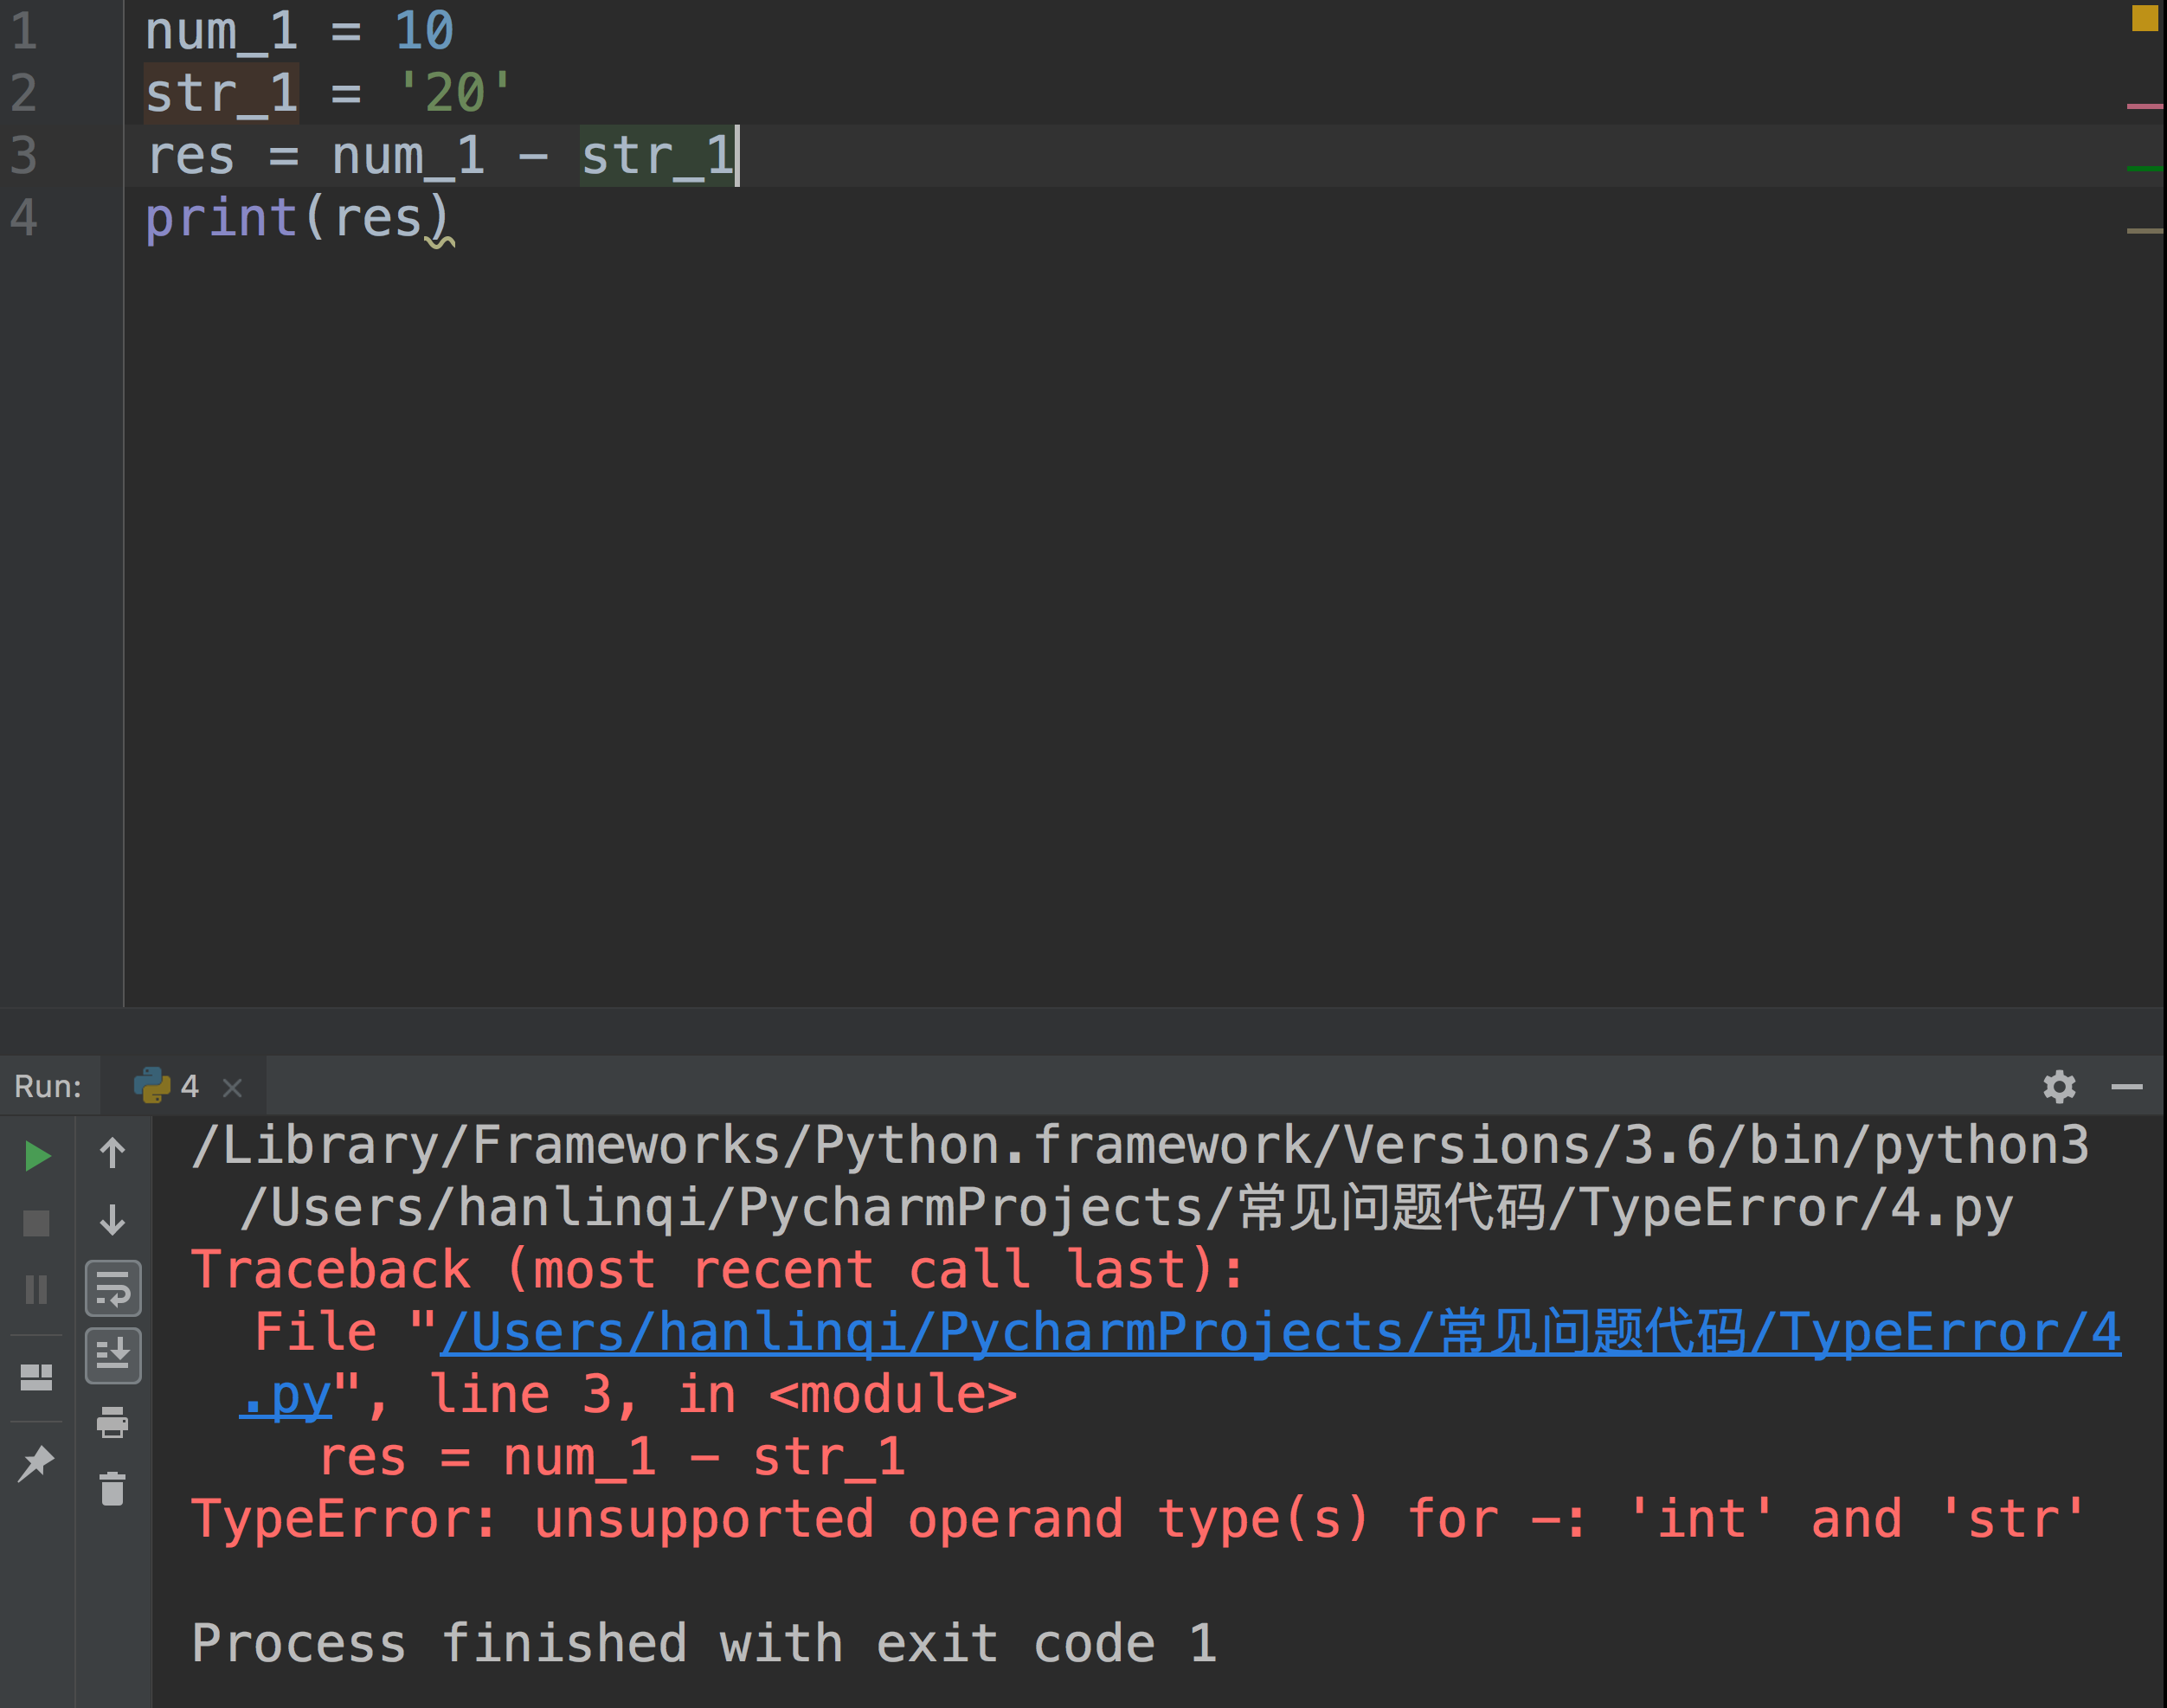 1 num_1 = 10
2 str_1 = '20'
3 res = num_1 - str_1
4 print(res)
Run: 4
/Library/Frameworks/Python.framework/Versions/3.6/bin/python3
/Users/hanlinqi/PycharmProjects/常见问题代码/TypeError/4.py
Traceback (most recent call last):
File "/Users/hanlinqi/PycharmProjects/常见问题代码/TypeError/4
.py", line 3, in <module>
res = num_1 - str_1
TypeError: unsupported operand type(s) for -: 'int' and 'str'
Process finished with exit code 1